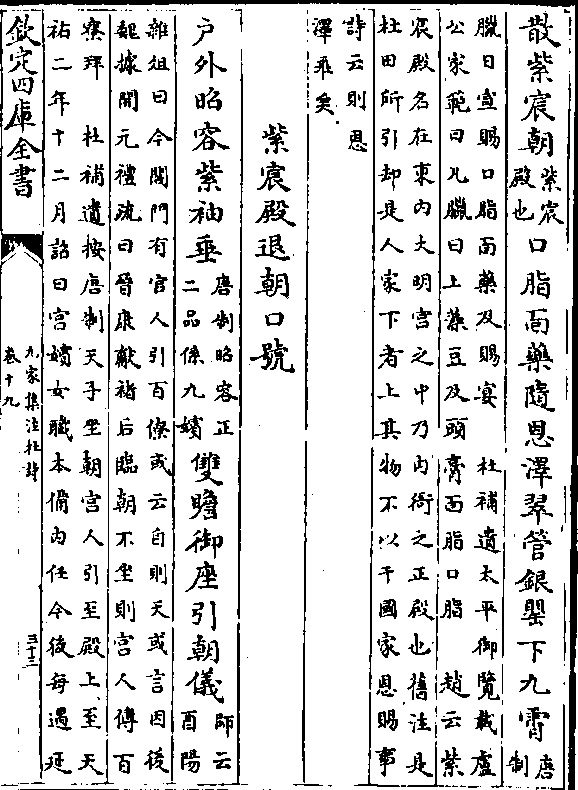 散紫宸朝紫宸殿也口脂面藥隨恩澤翠管銀罌下九霄唐制
臘日宣賜口脂面藥及賜宴　杜補遺太平御覽載盧
公家範曰凡臘日上藻豆及頭膏面脂口脂　趙云紫
宸殿名在東内大明宫之中乃内衙之正殿也舊注是
杜田所引却是人家下者上其物不以干國家恩賜事
詩云則恩
澤乖矣
紫宸殿退朝口號
户外昭容紫袖垂唐制昭容正二品係九嬪雙瞻御座引朝儀師云酉陽
雜俎曰今閤門有宫人引百僚或云自則天或言因後
魏據開元禮疏曰晉康獻褚后臨朝不坐則宫人傳百
寮拜　杜補遺按唐制天子坐朝宫人引至殿上至天
祐二年十二月詔曰宫嬪女職本備内任今後每遇延
欽定四庫全書
九家集注杜詩
卷十九
三十三